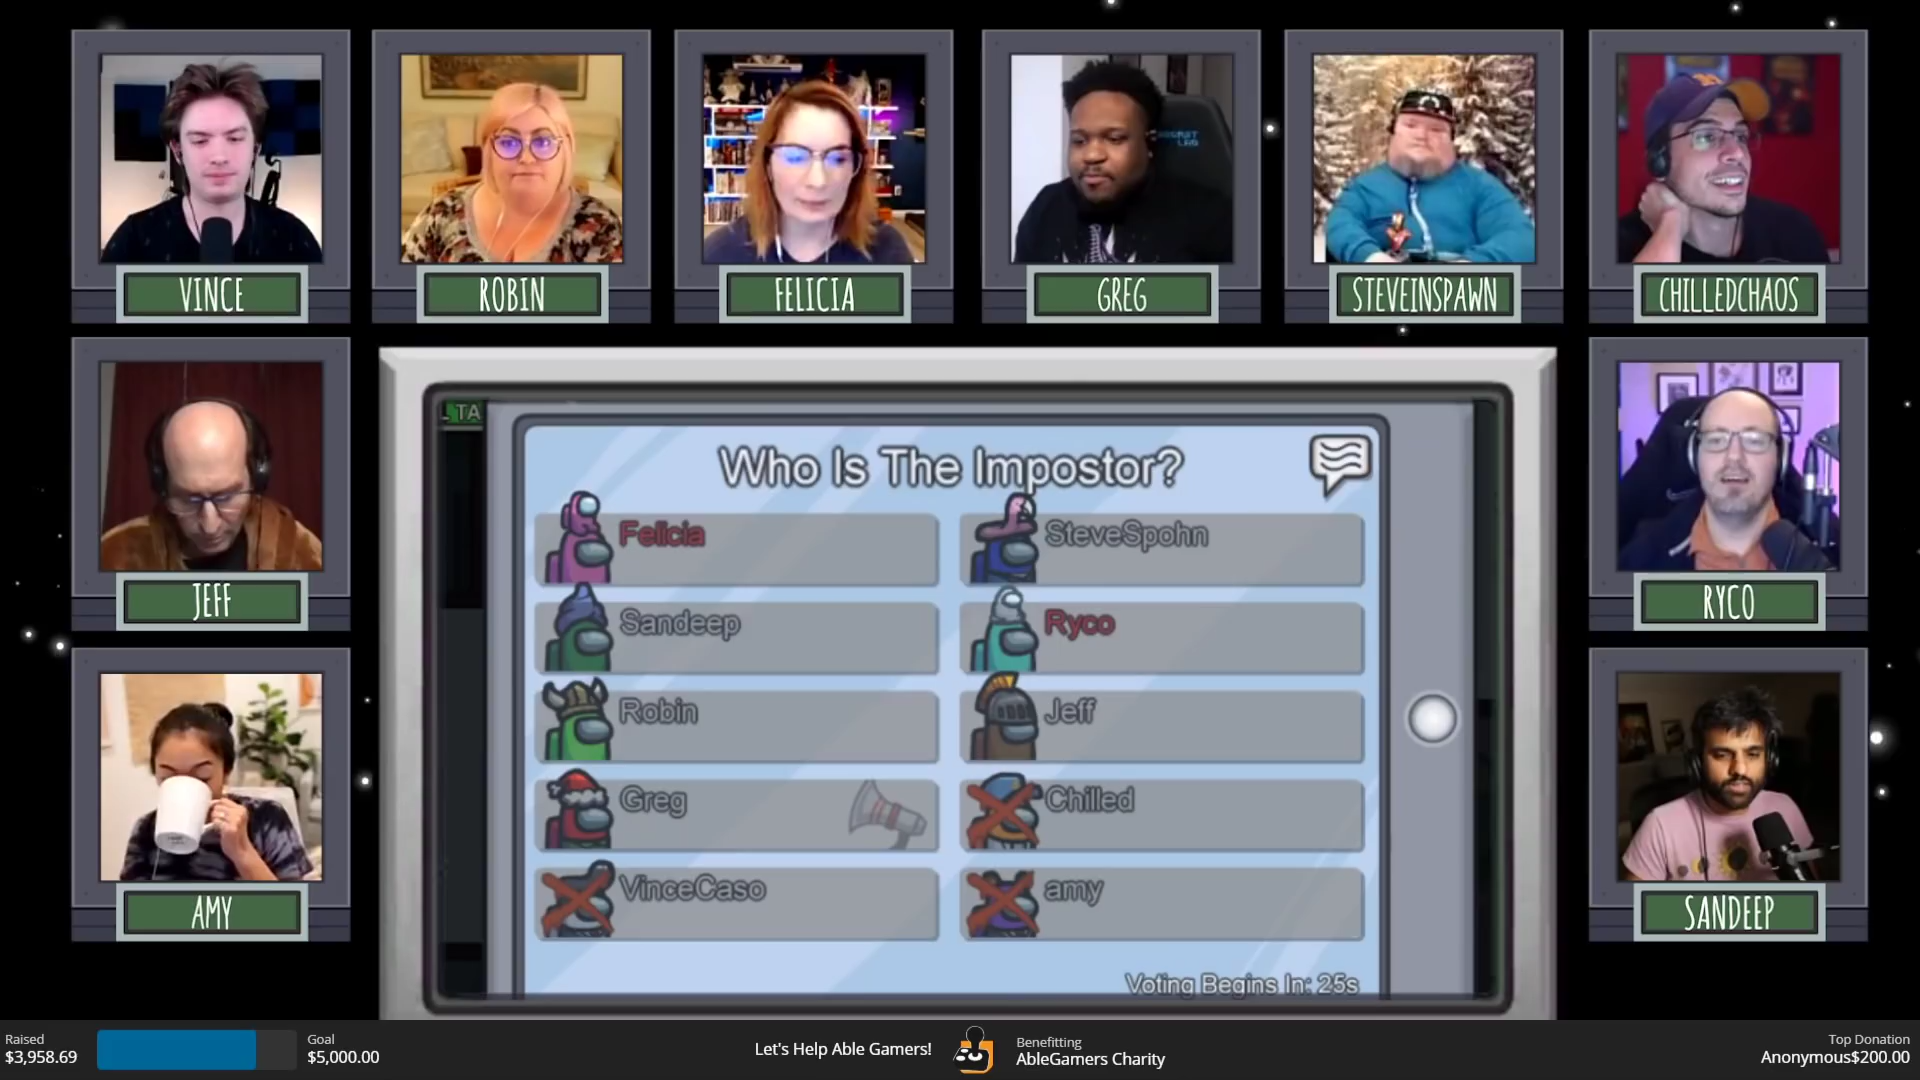 VINCE
ROBIN
FELICIA
GREG
STEVEINSPAWN
CHILLEDCHAOS
JEFF
RYCO
AMY
SANDEEP
L TA
Who Is The Impostor?
Felicia
SteveSpohn
Sandeep
Ryco
Robin
Jeff
Greg
Chilled
VinceCaso
amy
Voting Begins In: 25s
Raised
$3,958.69
Goal
$5,000.00
Let's Help Able Gamers!
Benefitting
AbleGamers Charity
Top Donation
Anonymous$200.00